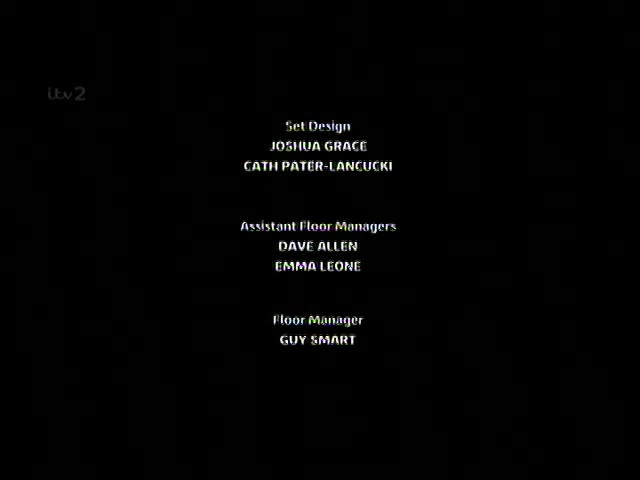 itv2
Set Design
JOSHUA GRACE
CATH PATER-LANCUCKI
Assistant Floor Managers
DAVE ALLEN
EMMA LEONE
Floor Manager
GUY SMART